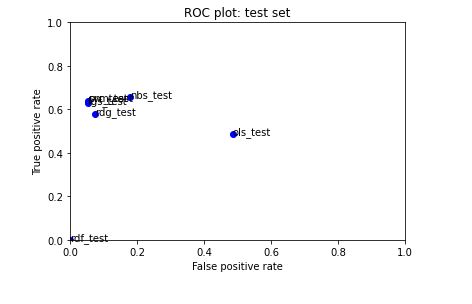 ROC plot: test set
True positive rate
1.0
0.8
0.6
0.4
0.2
0.0
nbs_test
rdg_test
ols_test
rdf_test
0.0 0.2 0.4 0.6 0.8 1.0
False positive rate